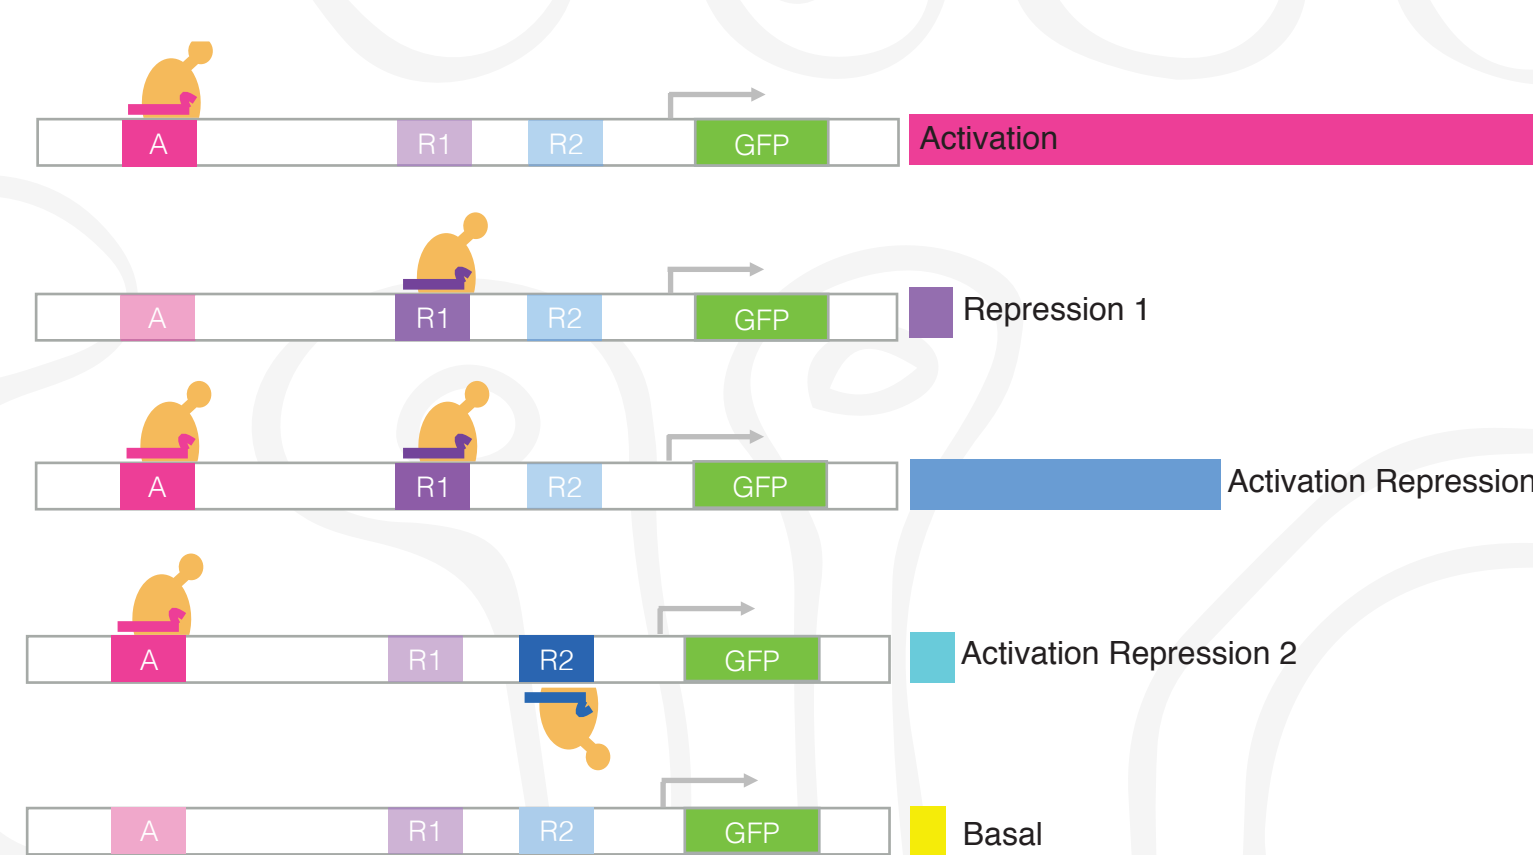 A R1 R2 GFP Activation
A R1 R2 GFP Repression 1
A R1 R2 GFP Activation Repression
A R1 R2 GFP Activation Repression 2
A R1 R2 GFP Basal